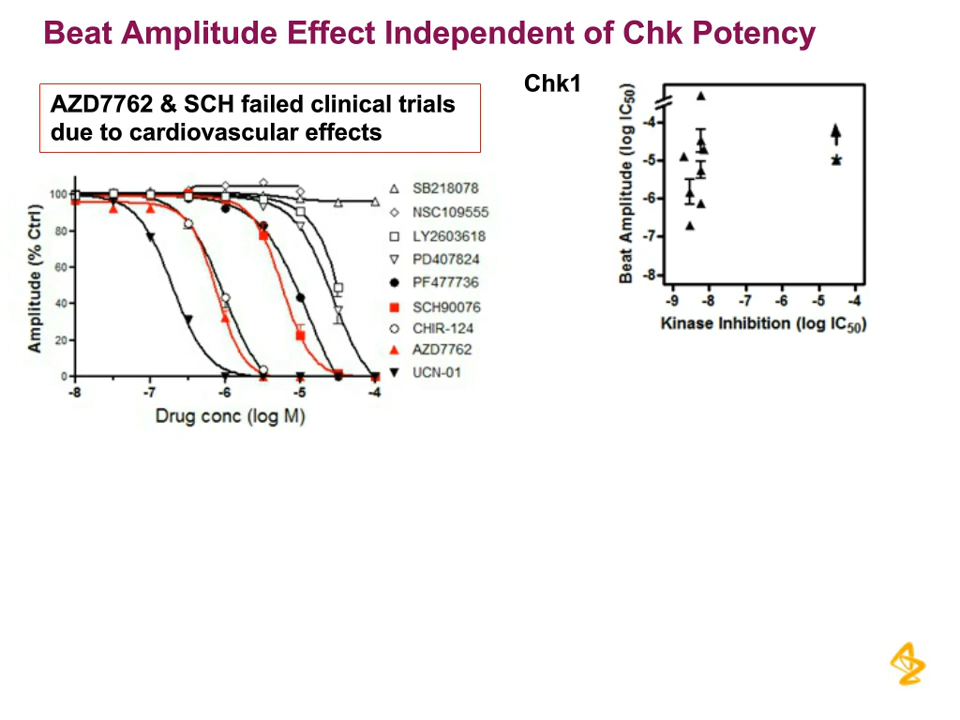 Beat Amplitude Effect Independent of Chk Potency
AZD7762 & SCH failed clinical trials
due to cardiovascular effects
Chk1
Amplitude (% Ctrl)
100
80
60
40
20
0
-8
-7
-6
-5
-4
Drug conc (log M)
SB218078
NSC109555
LY2603618
PD407824
PF477736
SCH90076
CHIR-124
AZD7762
UCN-01
Beat Amplitude (log IC50)
-4
-5
-6
-7
-8
-9
-8
-7
-6
-5
-4
Kinase Inhibition (log IC50)